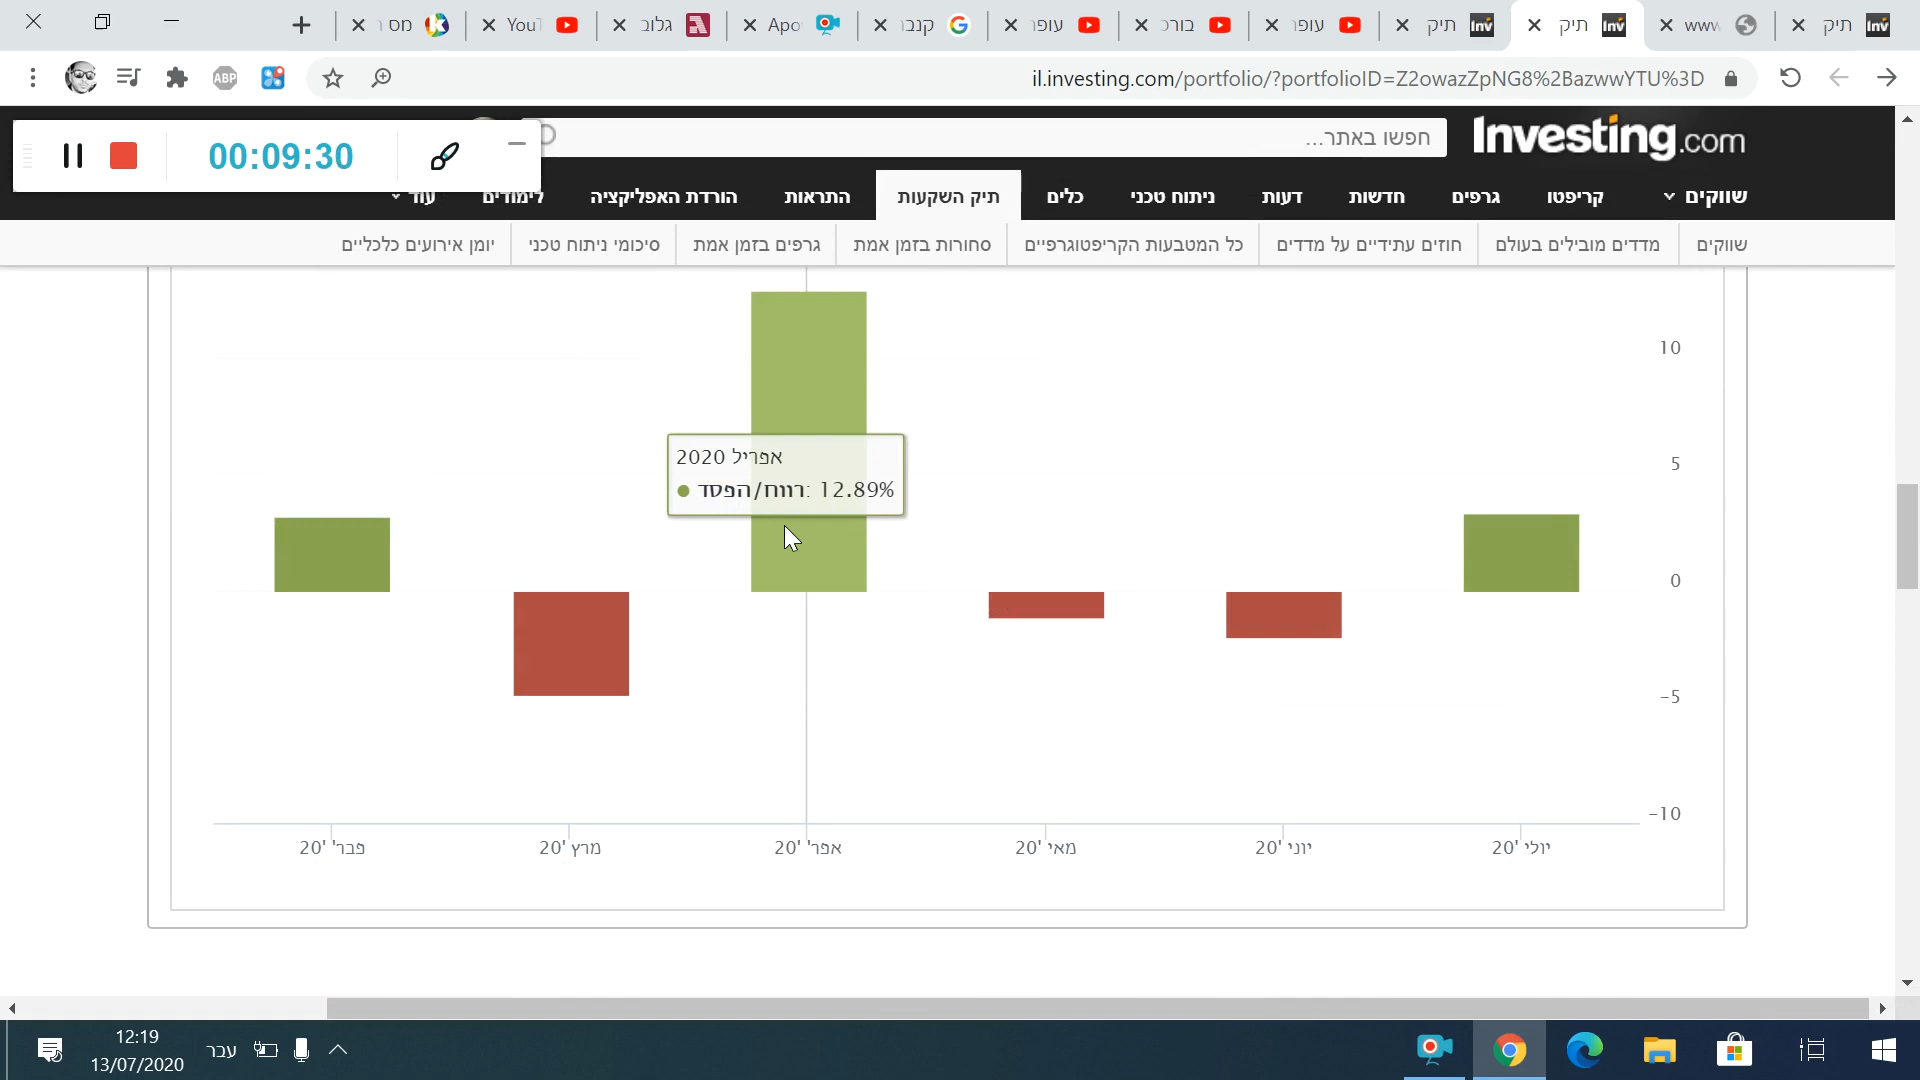 תיק
www
תיק
תיק
עופר
בורס
עופר
קנבו
Apo
גלוב
You
מס
il.investing.com/portfolio/?portfolioID=Z2owazZpNG8%2BazwwYTU%3D
ABP
Investing.com
חפשו באתר...
00:09:30
שווקים
קריפטו
גרפים
חדשות
דעות
ניתוח טכני
כלים
תיק השקעות
התראות
הורדת האפליקציה
לימודים
עוד
שווקים
מדדים מובילים בעולם
חוזים עתידיים על מדדים
כל המטבעות הקריפטוגרפיים
סחורות בזמן אמת
גרפים בזמן אמת
סיכומי ניתוח טכני
יומן אירועים כלכליים
10
אפריל 2020
רווח/הפסד: 12.89%
5
0
-5
-10
פבר' '20
מרץ '20
אפר' '20
מאי '20
יוני '20
יולי '20
12:19
13/07/2020
עבר